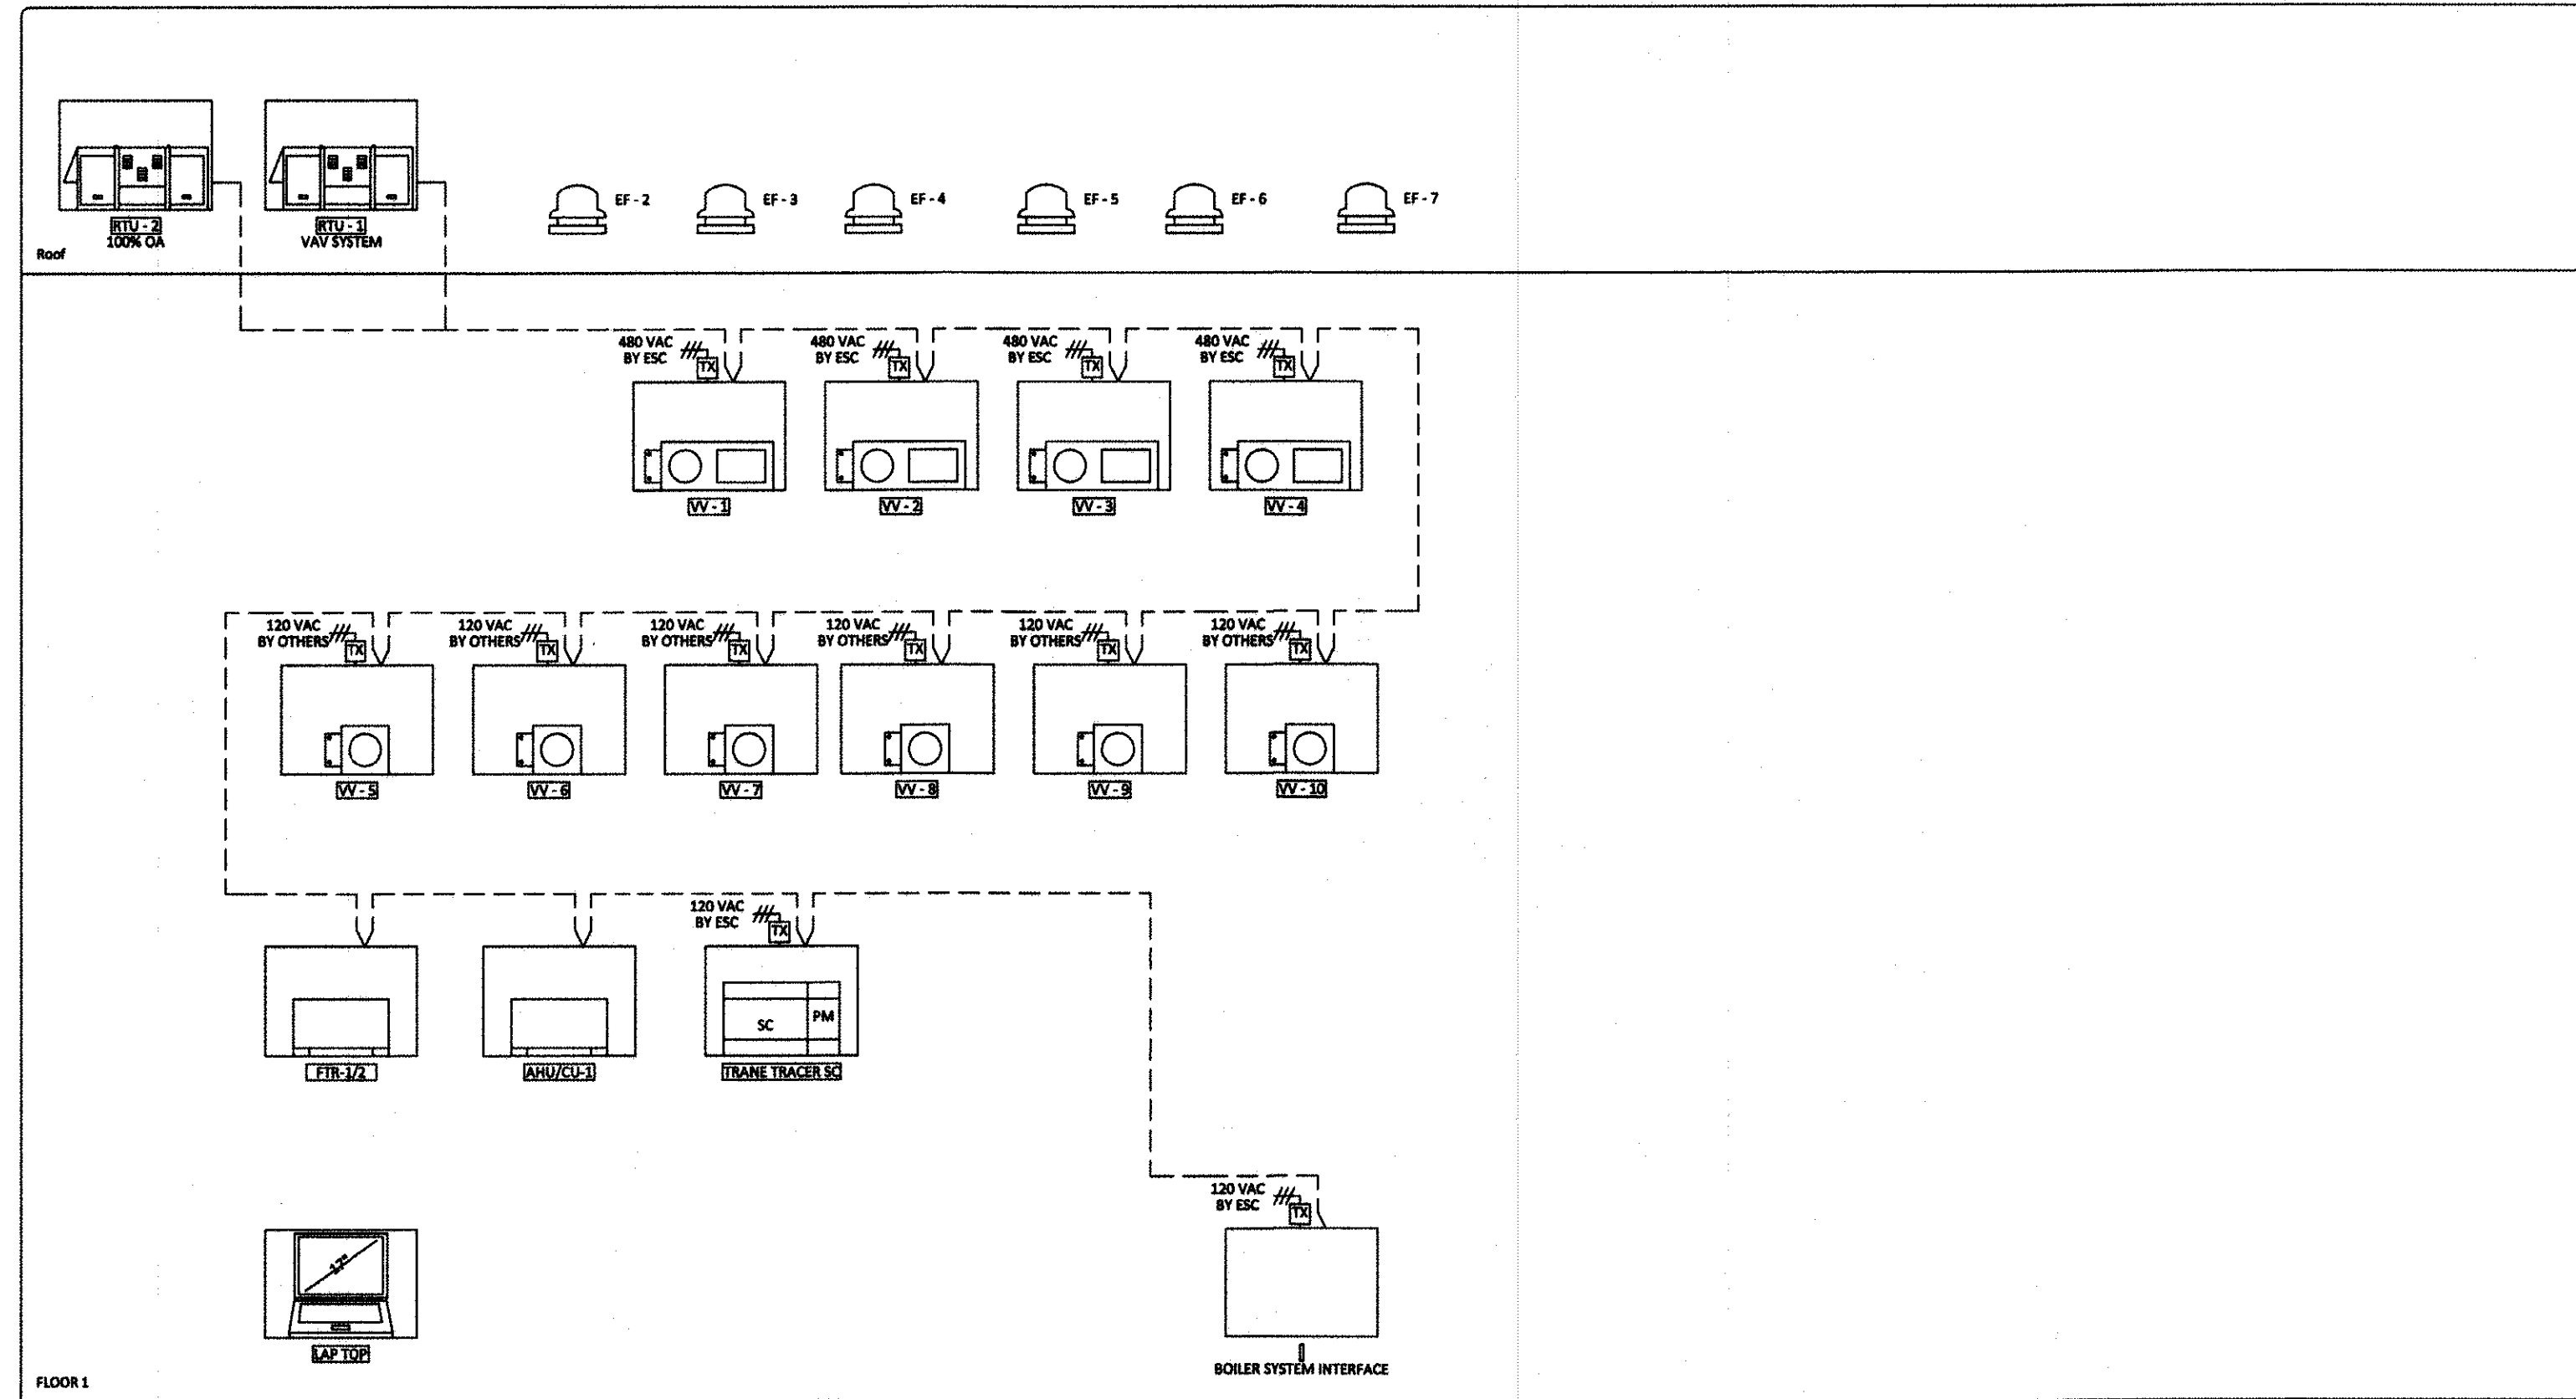 RTU - 2
100% OA
RTU - 1
VAV SYSTEM
EF - 2
EF - 3
EF - 4
EF - 5
EF - 6
EF - 7
Roof
480 VAC
BY ESC
TX
480 VAC
BY ESC
TX
480 VAC
BY ESC
TX
480 VAC
BY ESC
TX
VV - 1
VV - 2
VV - 3
VV - 4
120 VAC
BY OTHERS
TX
120 VAC
BY OTHERS
TX
120 VAC
BY OTHERS
TX
120 VAC
BY OTHERS
TX
120 VAC
BY OTHERS
TX
120 VAC
BY OTHERS
TX
VV - 5
VV - 6
VV - 7
VV - 8
VV - 9
VV - 10
120 VAC
BY ESC
TX
SC
PM
FTR-1/2
AHU/CU-1
TRANE TRACER SC
120 VAC
BY ESC
TX
17"
LAP TOP
BOILER SYSTEM INTERFACE
FLOOR 1